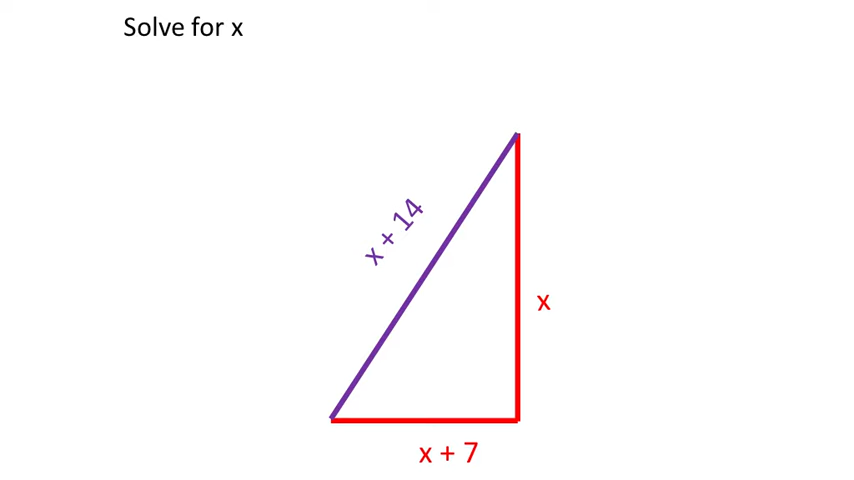 Solve for x
x + 14
x
x + 7